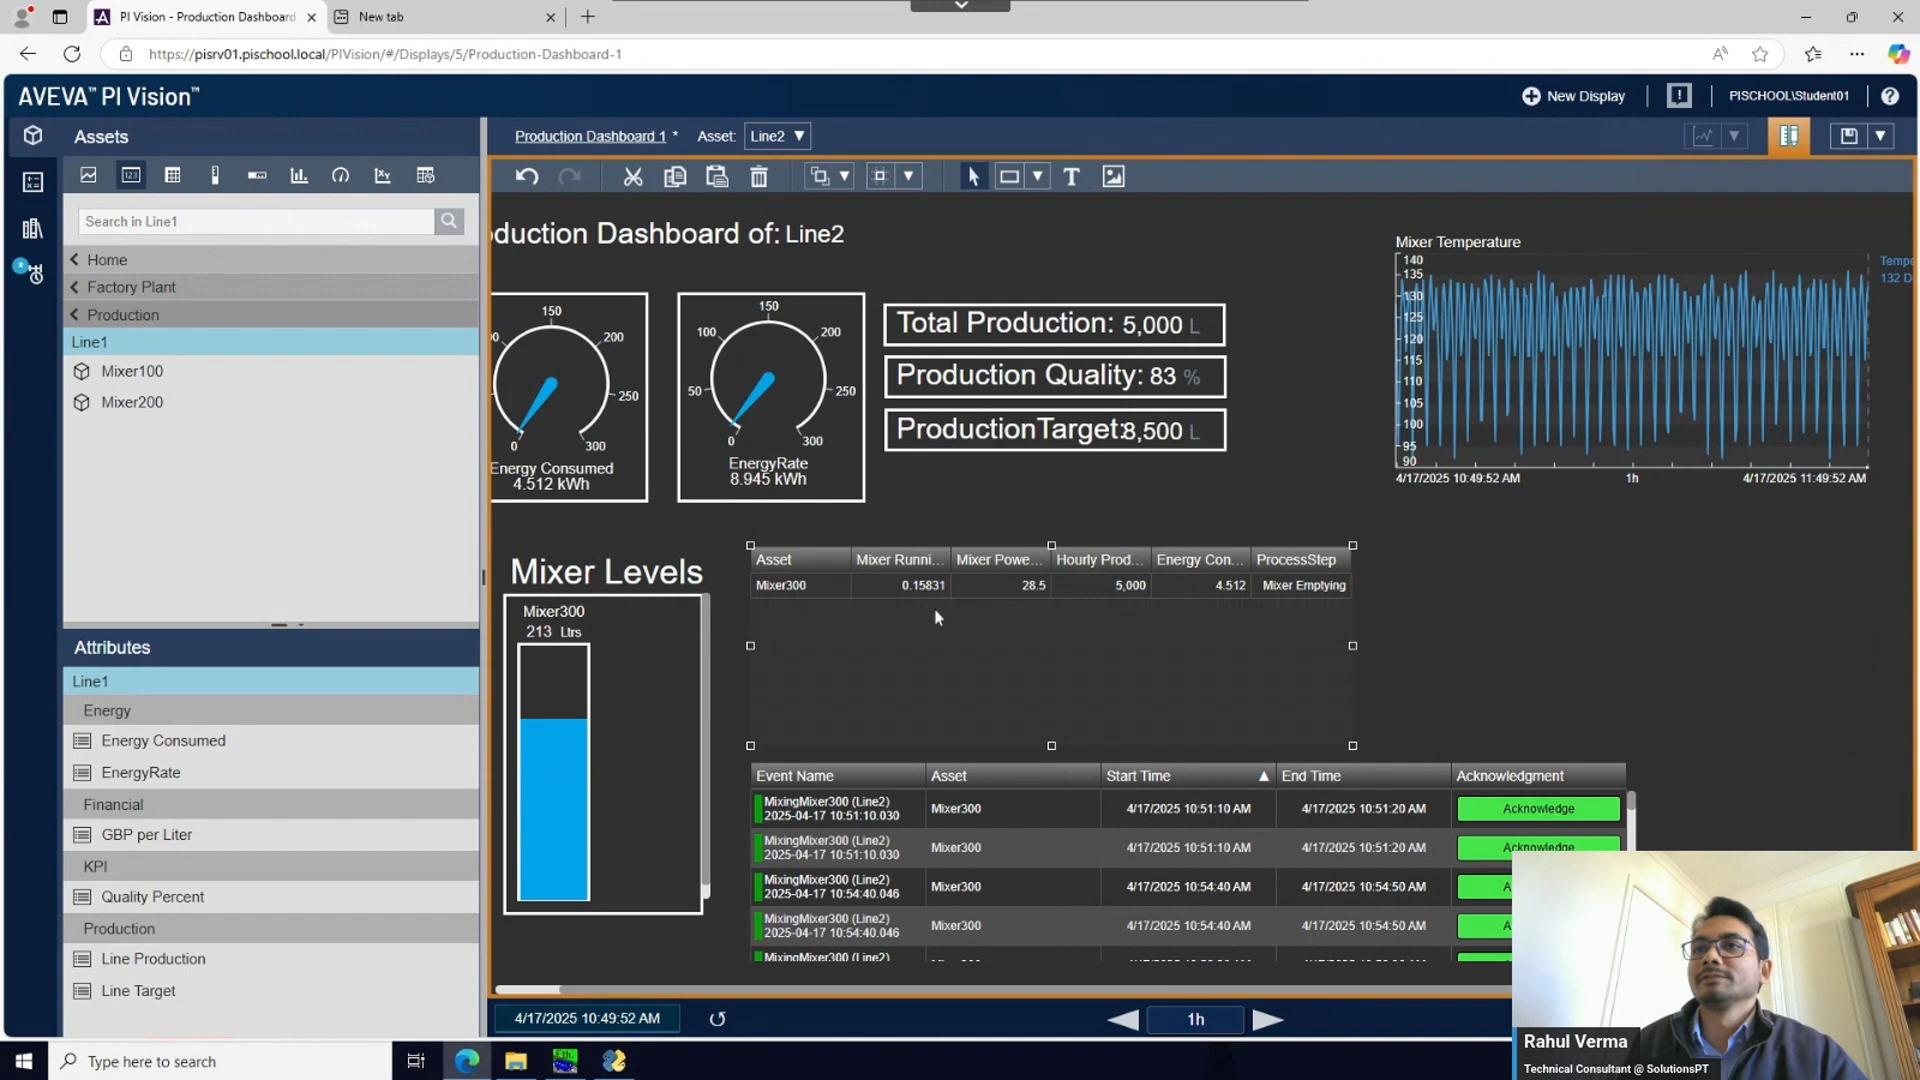 PI Vision - Production Dashboard
New tab
https://pisrv01.pischool.local/PIVision/#/Displays/5/Production-Dashboard-1
AVEVA™ PI Vision™
New Display
PISCHOOL\Student01
Assets
Production Dashboard 1 *
Asset:
Line2
Search in Line1
Home
Factory Plant
Production
Line1
Mixer100
Mixer200
Attributes
Line1
Energy
Energy Consumed
EnergyRate
Financial
GBP per Liter
KPI
Quality Percent
Production
Line Production
Line Target
duction Dashboard of: Line2
150
200
250
300
0
Energy Consumed
4.512 kWh
0
50
100
150
200
250
300
EnergyRate
8.945 kWh
Total Production: 5,000 L
Production Quality: 83 %
ProductionTarget: 8,500 L
Mixer Temperature
140
135
130
125
120
115
110
105
100
95
90
Tempe
132 D
4/17/2025 10:49:52 AM
1h
4/17/2025 11:49:52 AM
Mixer Levels
Mixer300
213 Ltrs
Asset Mixer Runni... Mixer Powe... Hourly Prod... Energy Con... ProcessStep
Mixer300 0.15831 28.5 5,000 4.512 Mixer Emptying
Event Name Asset Start Time ▲ End Time Acknowledgment
MixingMixer300 (Line2)
2025-04-17 10:51:10.030
Mixer300 4/17/2025 10:51:10 AM 4/17/2025 10:51:20 AM Acknowledge
MixingMixer300 (Line2)
2025-04-17 10:51:10.030
Mixer300 4/17/2025 10:51:10 AM 4/17/2025 10:51:20 AM Acknowledge
MixingMixer300 (Line2)
2025-04-17 10:54:40.046
Mixer300 4/17/2025 10:54:40 AM 4/17/2025 10:54:50 AM A
MixingMixer300 (Line2)
2025-04-17 10:54:40.046
Mixer300 4/17/2025 10:54:40 AM 4/17/2025 10:54:50 AM A
MixingMixer300 (Line2)
4/17/2025 10:49:52 AM
1h
Rahul Verma
Technical Consultant @ SolutionsPT
Type here to search